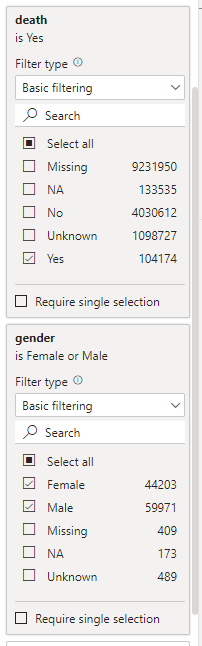 death
is Yes
Filter type
Basic filtering
Search
Select all
Missing 9231950
NA 133535
No 4030612
Unknown 1098727
Yes 104174
Require single selection
gender
is Female or Male
Filter type
Basic filtering
Search
Select all
Female 44203
Male 59971
Missing 409
NA 173
Unknown 489
Require single selection